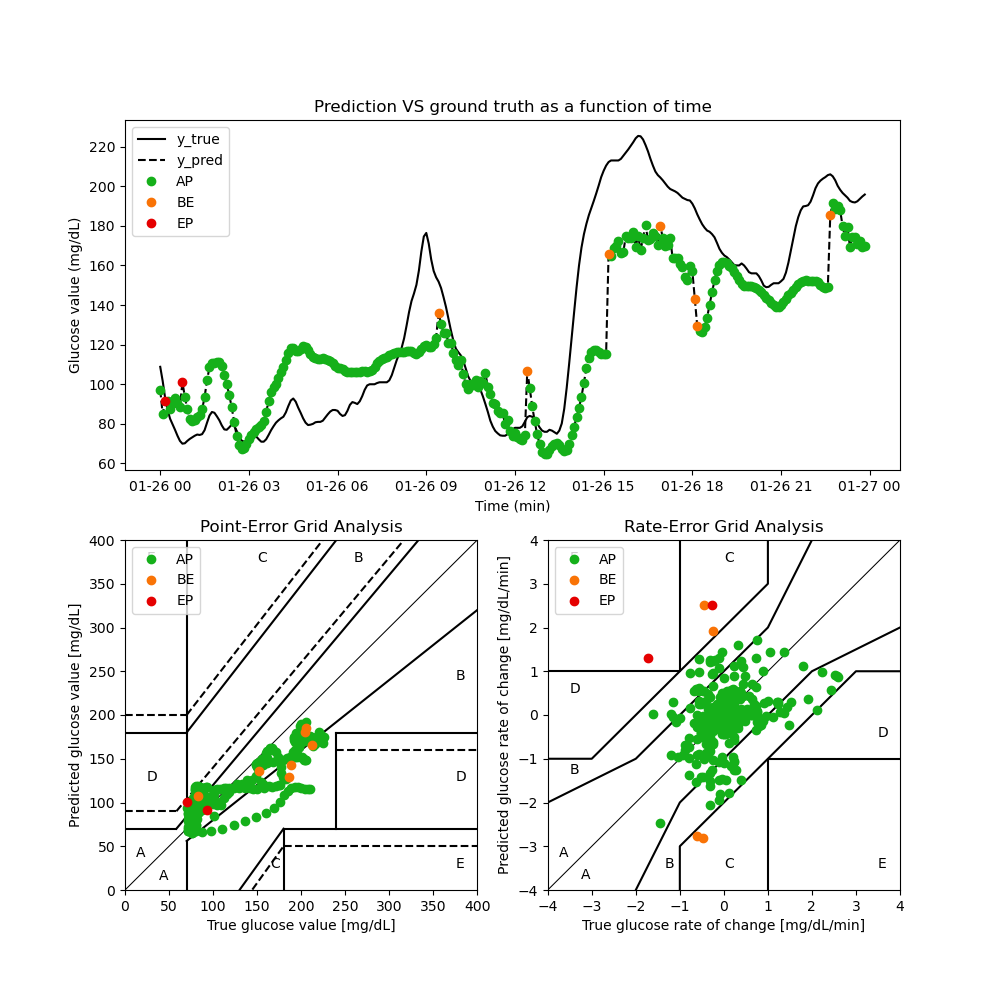 Prediction VS ground truth as a function of time
Glucose value (mg/dL)
220
200
180
160
140
120
100
80
60
y_true
y_pred
AP
BE
EP
01-26 00 01-26 03 01-26 06 01-26 09 01-26 12 01-26 15 01-26 18 01-26 21 01-27 00
Time (min)
Point-Error Grid Analysis
Predicted glucose value [mg/dL]
400
350
300
250
200
150
100
50
0
AP
BE
EP
C
B
B
D
D
A
A
C
E
0 50 100 150 200 250 300 350 400
True glucose value [mg/dL]
Rate-Error Grid Analysis
Predicted glucose rate of change [mg/dL/min]
4
3
2
1
0
−1
−2
−3
−4
AP
BE
EP
C
D
D
B
A
A
B
C
E
−4 −3 −2 −1 0 1 2 3 4
True glucose rate of change [mg/dL/min]